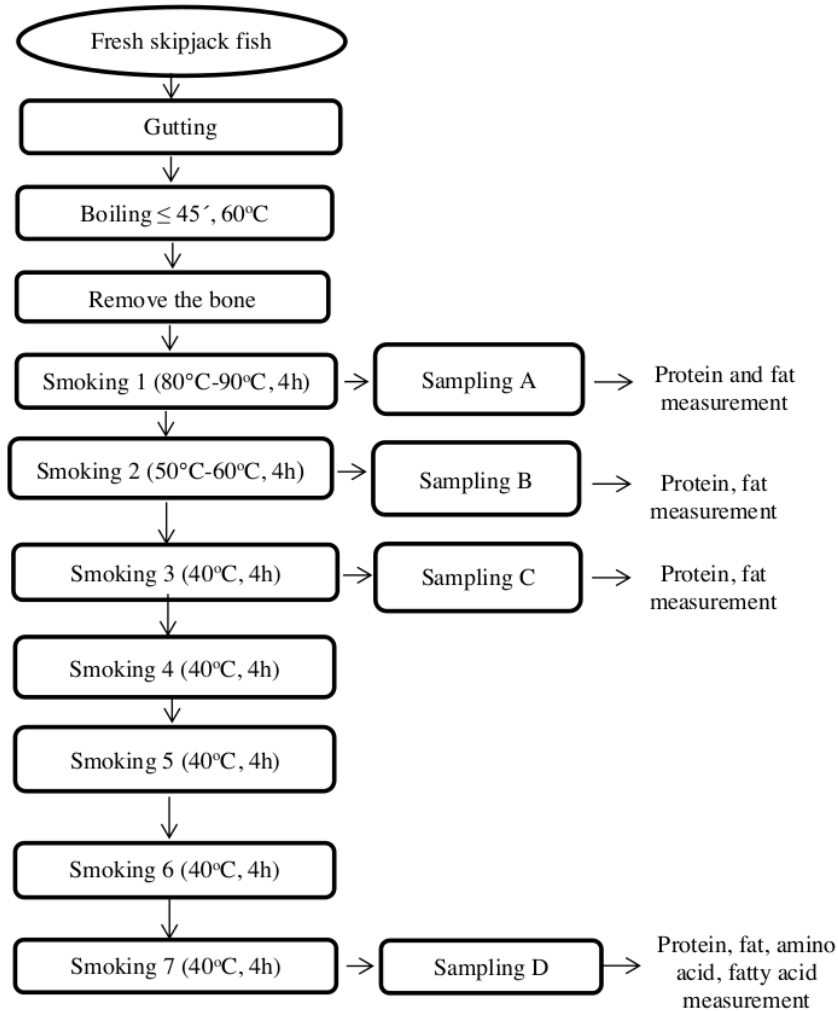 Fresh skipjack fish
Gutting
Boiling ≤ 45´, 60°C
Remove the bone
Smoking 1 (80°C-90°C, 4h)
Sampling A
Protein and fat
measurement
Smoking 2 (50°C-60°C, 4h)
Sampling B
Protein, fat
measurement
Smoking 3 (40°C, 4h)
Sampling C
Protein, fat
measurement
Smoking 4 (40°C, 4h)
Smoking 5 (40°C, 4h)
Smoking 6 (40°C, 4h)
Smoking 7 (40°C, 4h)
Sampling D
Protein, fat, amino
acid, fatty acid
measurement